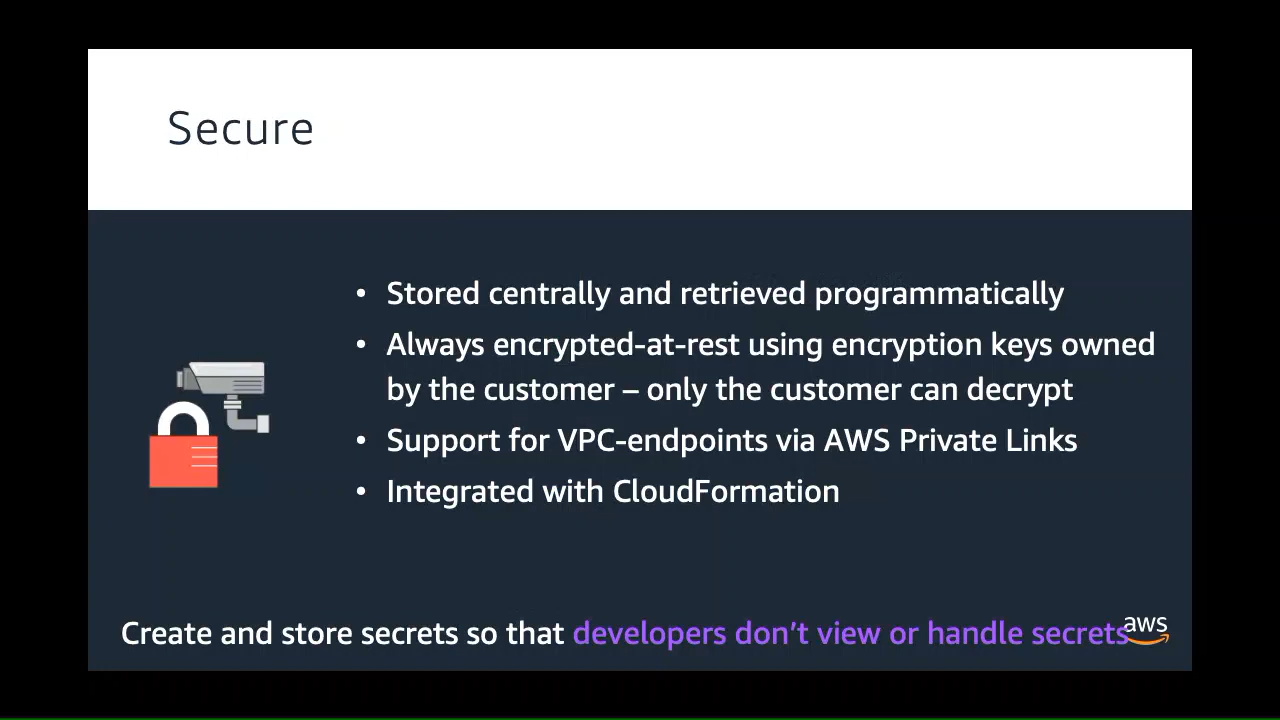 Secure
• Stored centrally and retrieved programmatically
• Always encrypted-at-rest using encryption keys owned
by the customer – only the customer can decrypt
• Support for VPC-endpoints via AWS Private Links
• Integrated with CloudFormation
Create and store secrets so that developers don’t view or handle secrets
aws